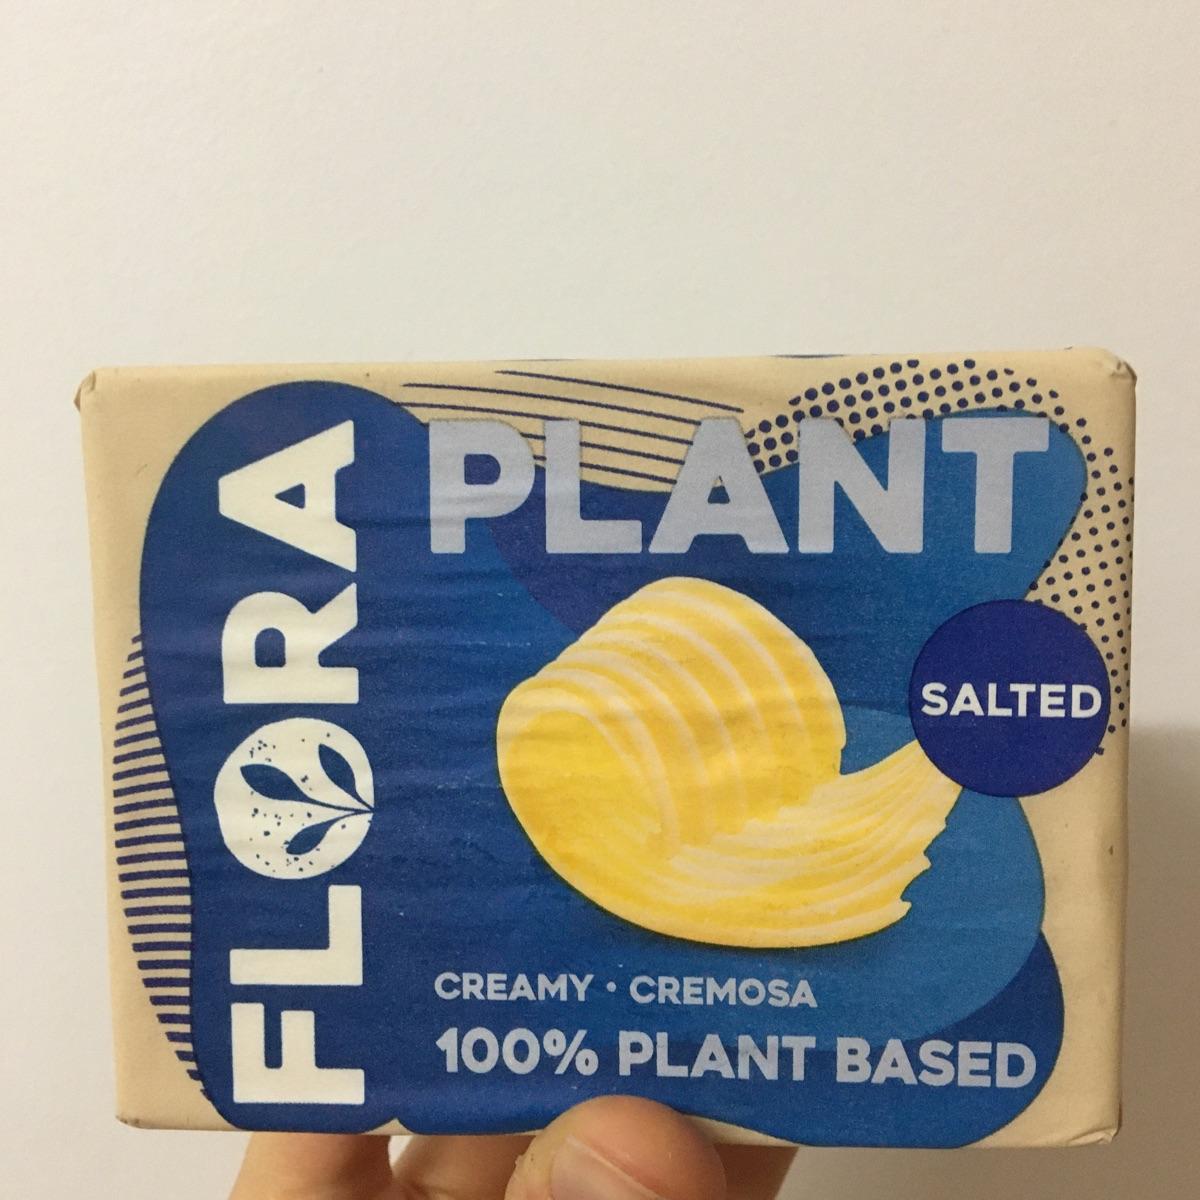 FLORA
PLANT
SALTED
CREAMY • CREMOSA
100% PLANT BASED